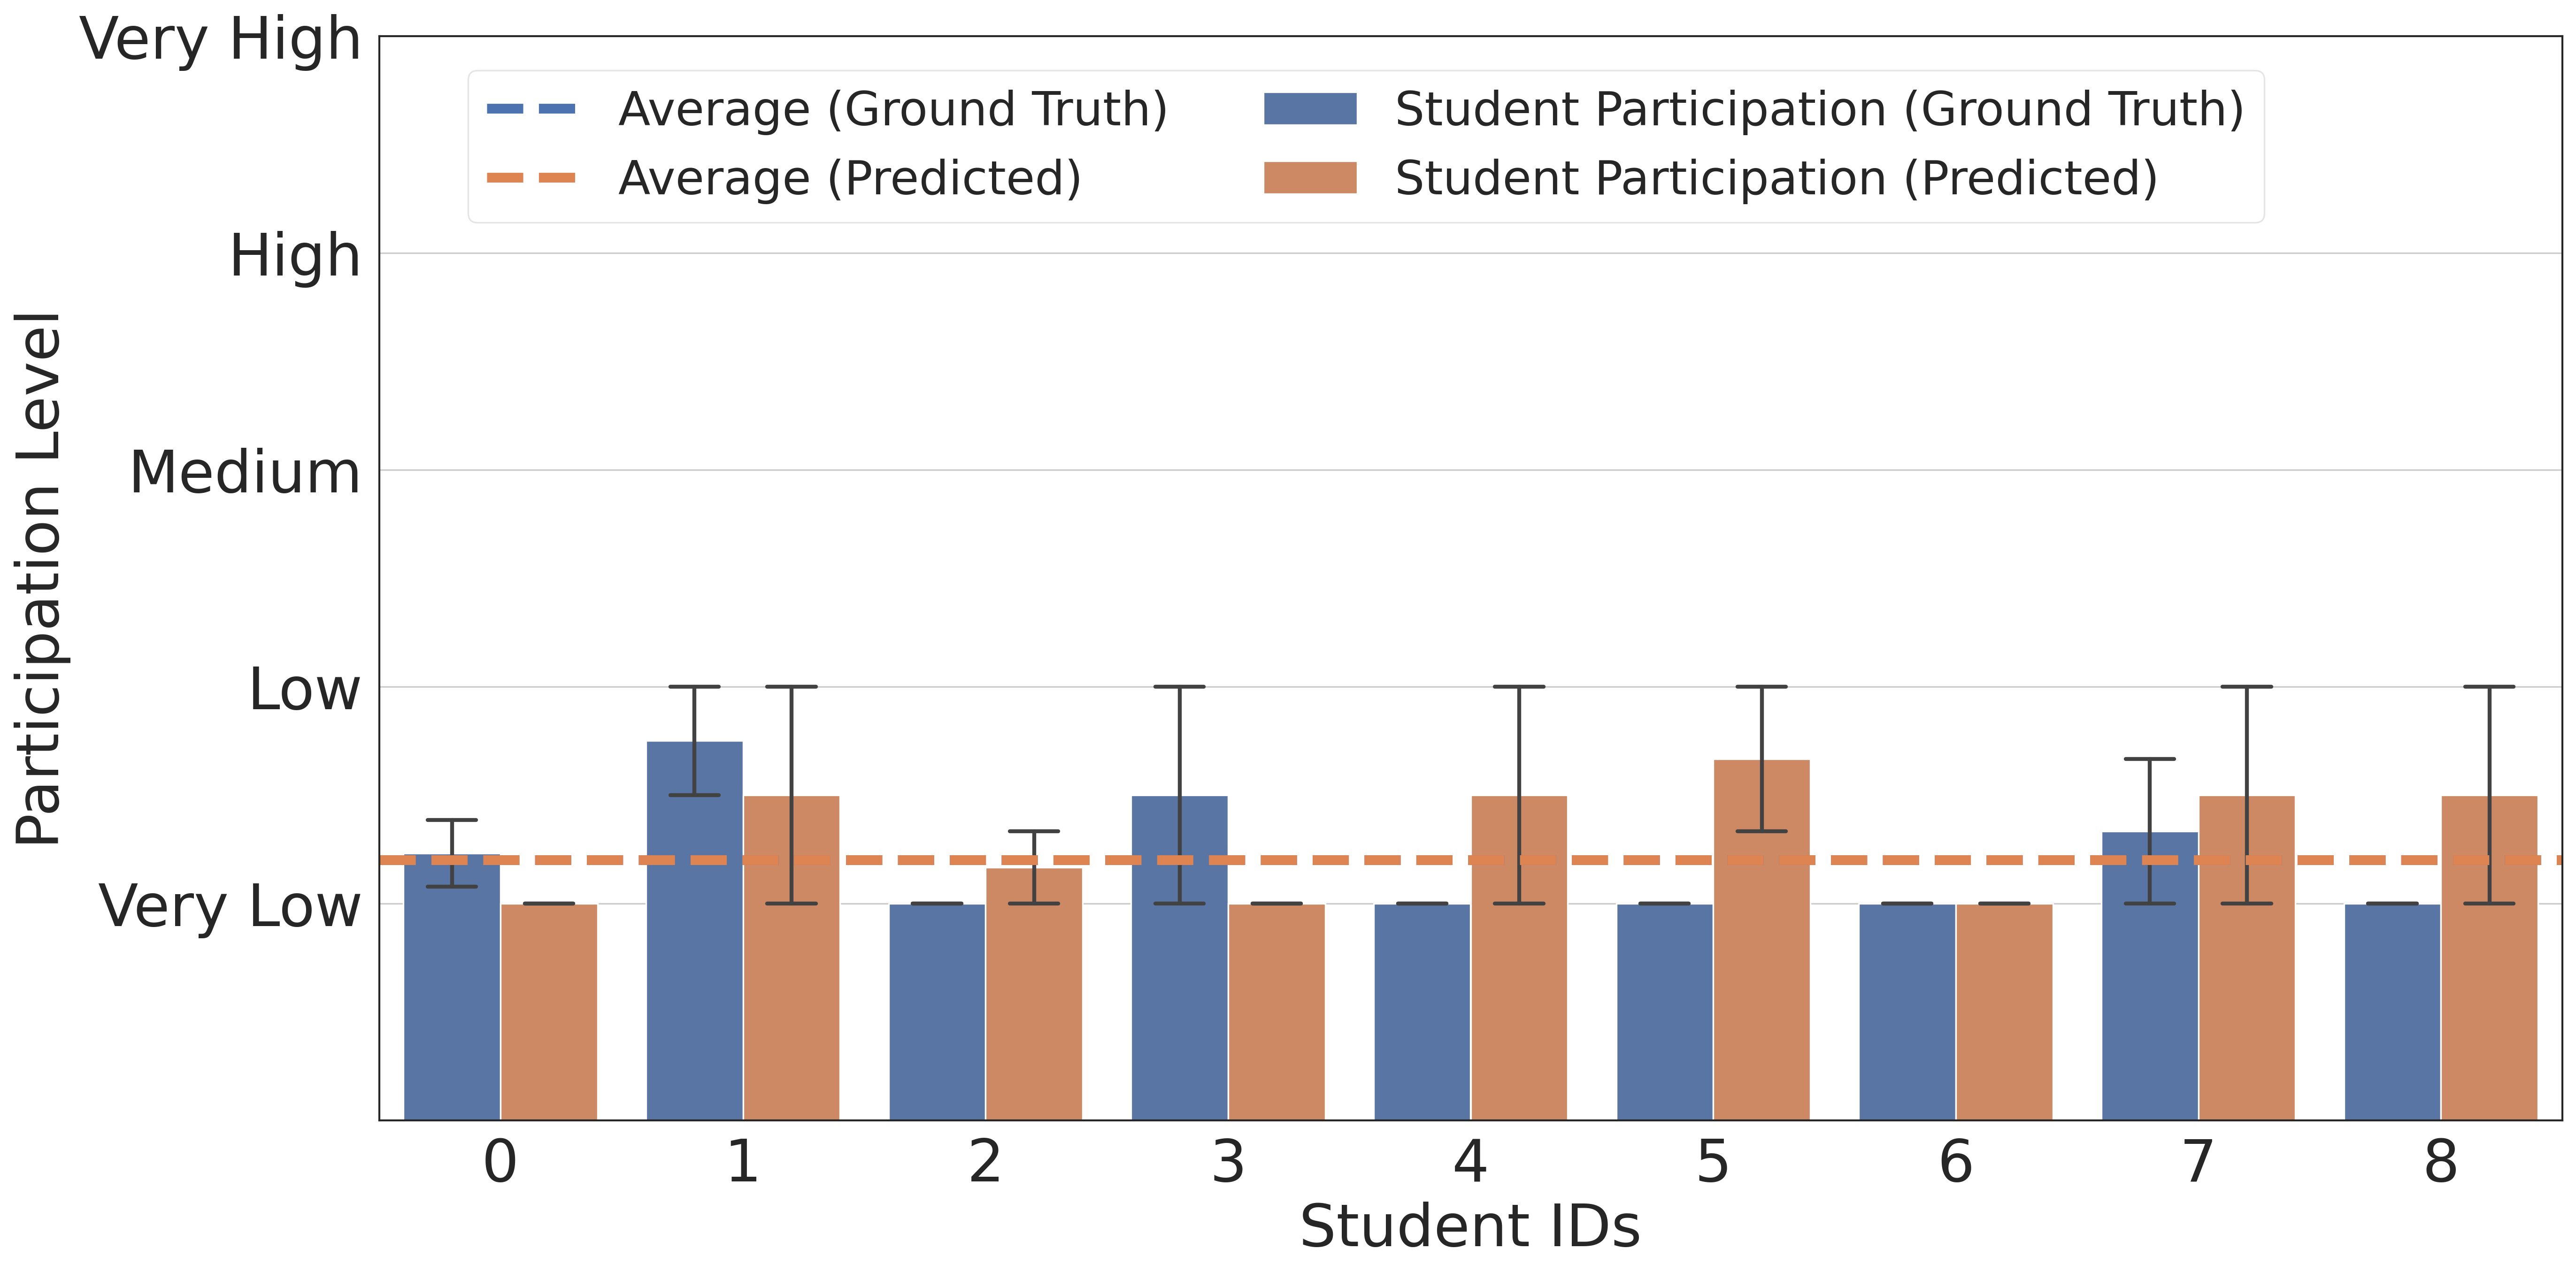 Very High
High
Medium
Low
Very Low
Participation Level
Average (Ground Truth)
Average (Predicted)
Student Participation (Ground Truth)
Student Participation (Predicted)
0 1 2 3 4 5 6 7 8
Student IDs